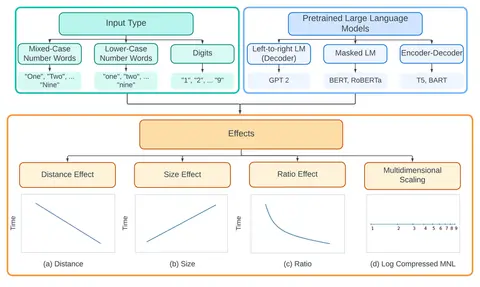 Input Type
Mixed-Case
Number Words
Lower-Case
Number Words
Digits
"One", "Two", ...
"Nine"
"one", "two", ...
"nine"
"1", "2", ... "9"
Pretrained Large Language
Models
Left-to-right LM
(Decoder)
Masked LM
Encoder-Decoder
GPT 2
BERT, RoBERTa
T5, BART
Effects
Distance Effect
Size Effect
Ratio Effect
Multidimensional
Scaling
Time
Time
Time
1 2 3 4 5 6 7 8 9
(a) Distance
(b) Size
(c) Ratio
(d) Log Compressed MNL